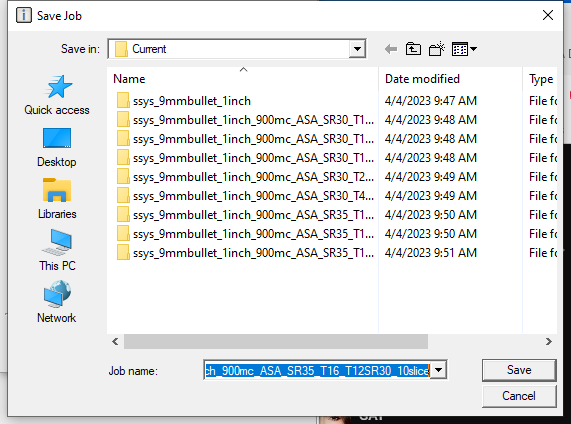 Save Job
Save in: Current
Name Date modified Type
Quick access
Desktop
Libraries
This PC
Network
ssys_9mmbullet_1inch 4/4/2023 9:47 AM File fo
ssys_9mmbullet_1inch_900mc_ASA_SR30_T1... 4/4/2023 9:48 AM File fo
ssys_9mmbullet_1inch_900mc_ASA_SR30_T1... 4/4/2023 9:48 AM File fo
ssys_9mmbullet_1inch_900mc_ASA_SR30_T1... 4/4/2023 9:48 AM File fo
ssys_9mmbullet_1inch_900mc_ASA_SR30_T2... 4/4/2023 9:49 AM File fo
ssys_9mmbullet_1inch_900mc_ASA_SR30_T4... 4/4/2023 9:49 AM File fo
ssys_9mmbullet_1inch_900mc_ASA_SR35_T1... 4/4/2023 9:50 AM File fo
ssys_9mmbullet_1inch_900mc_ASA_SR35_T1... 4/4/2023 9:50 AM File fo
ssys_9mmbullet_1inch_900mc_ASA_SR35_T1... 4/4/2023 9:51 AM File fo
Job name: ch_900mc_ASA_SR35_T16_T12SR30_10slice Save
Cancel